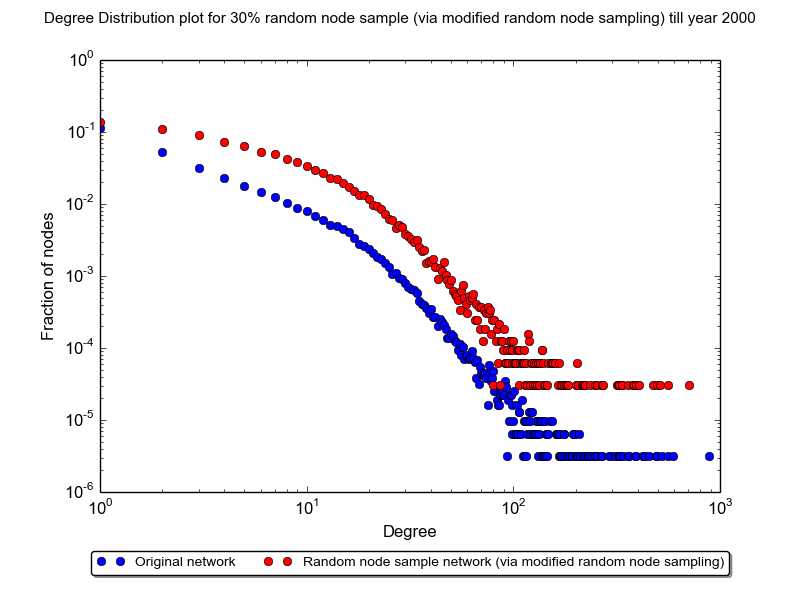 Degree Distribution plot for 30% random node sample (via modified random node sampling) till year 2000
10^0
10^-1
10^-2
10^-3
10^-4
10^-5
10^-6
Fraction of nodes
10^0 10^1 10^2 10^3
Degree
Original network Random node sample network (via modified random node sampling)